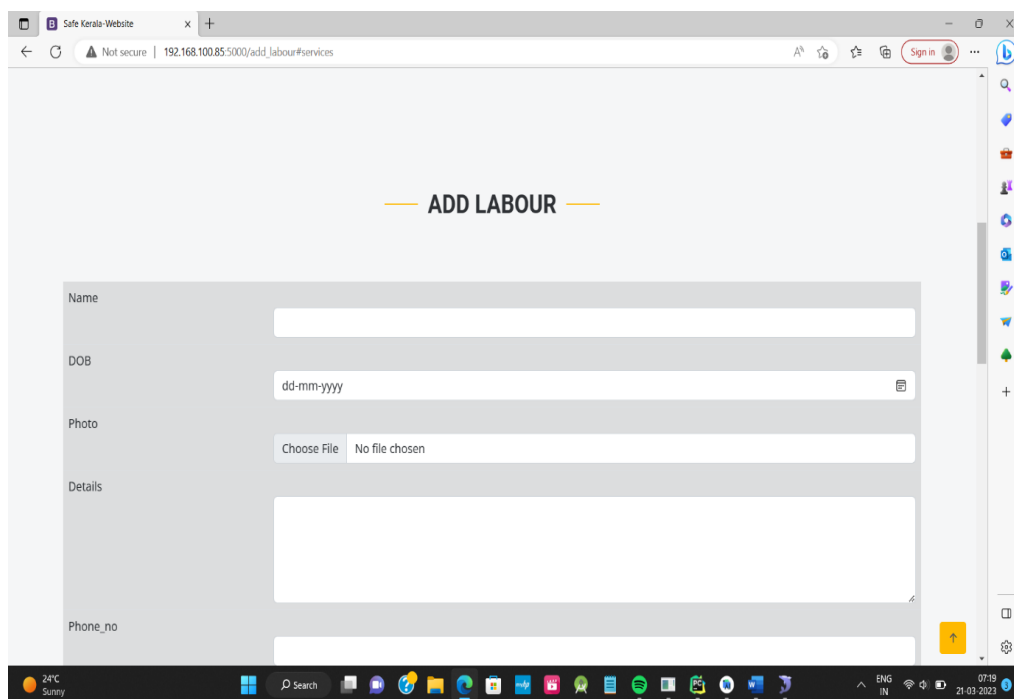 Safe Kerala-Website
Not secure | 192.168.100.85:5000/add_labour#services
Sign in
ADD LABOUR
Name
DOB
dd-mm-yyyy
Photo
Choose File No file chosen
Details
Phone_no
24°C
Sunny
Search
ENG
IN
07:19
21-03-2023